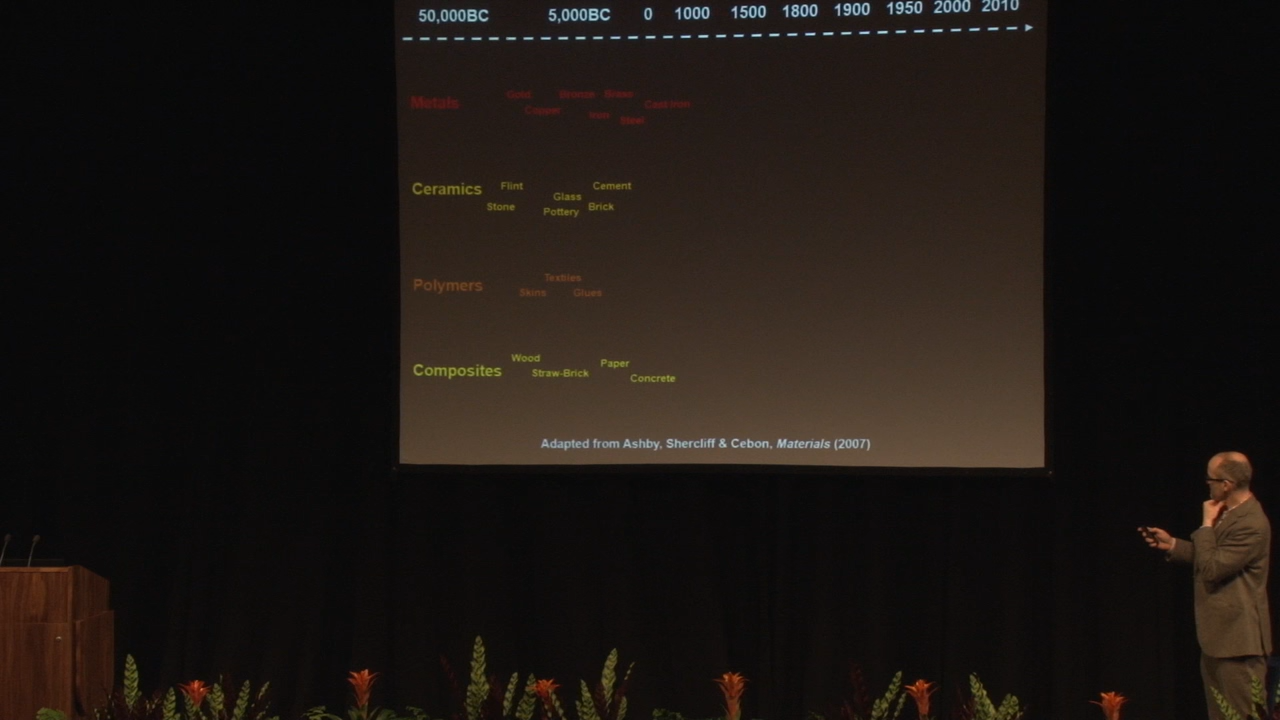 50,000BC 5,000BC 0 1000 1500 1800 1900 1950 2000 2010
Metals Gold Bronze Brass
Copper Iron Steel Cast Iron
Ceramics Flint Glass Cement
Stone Pottery Brick
Polymers Textiles
Skins Glues
Composites Wood Paper
Straw-Brick Concrete
Adapted from Ashby, Shercliff & Cebon, Materials (2007)